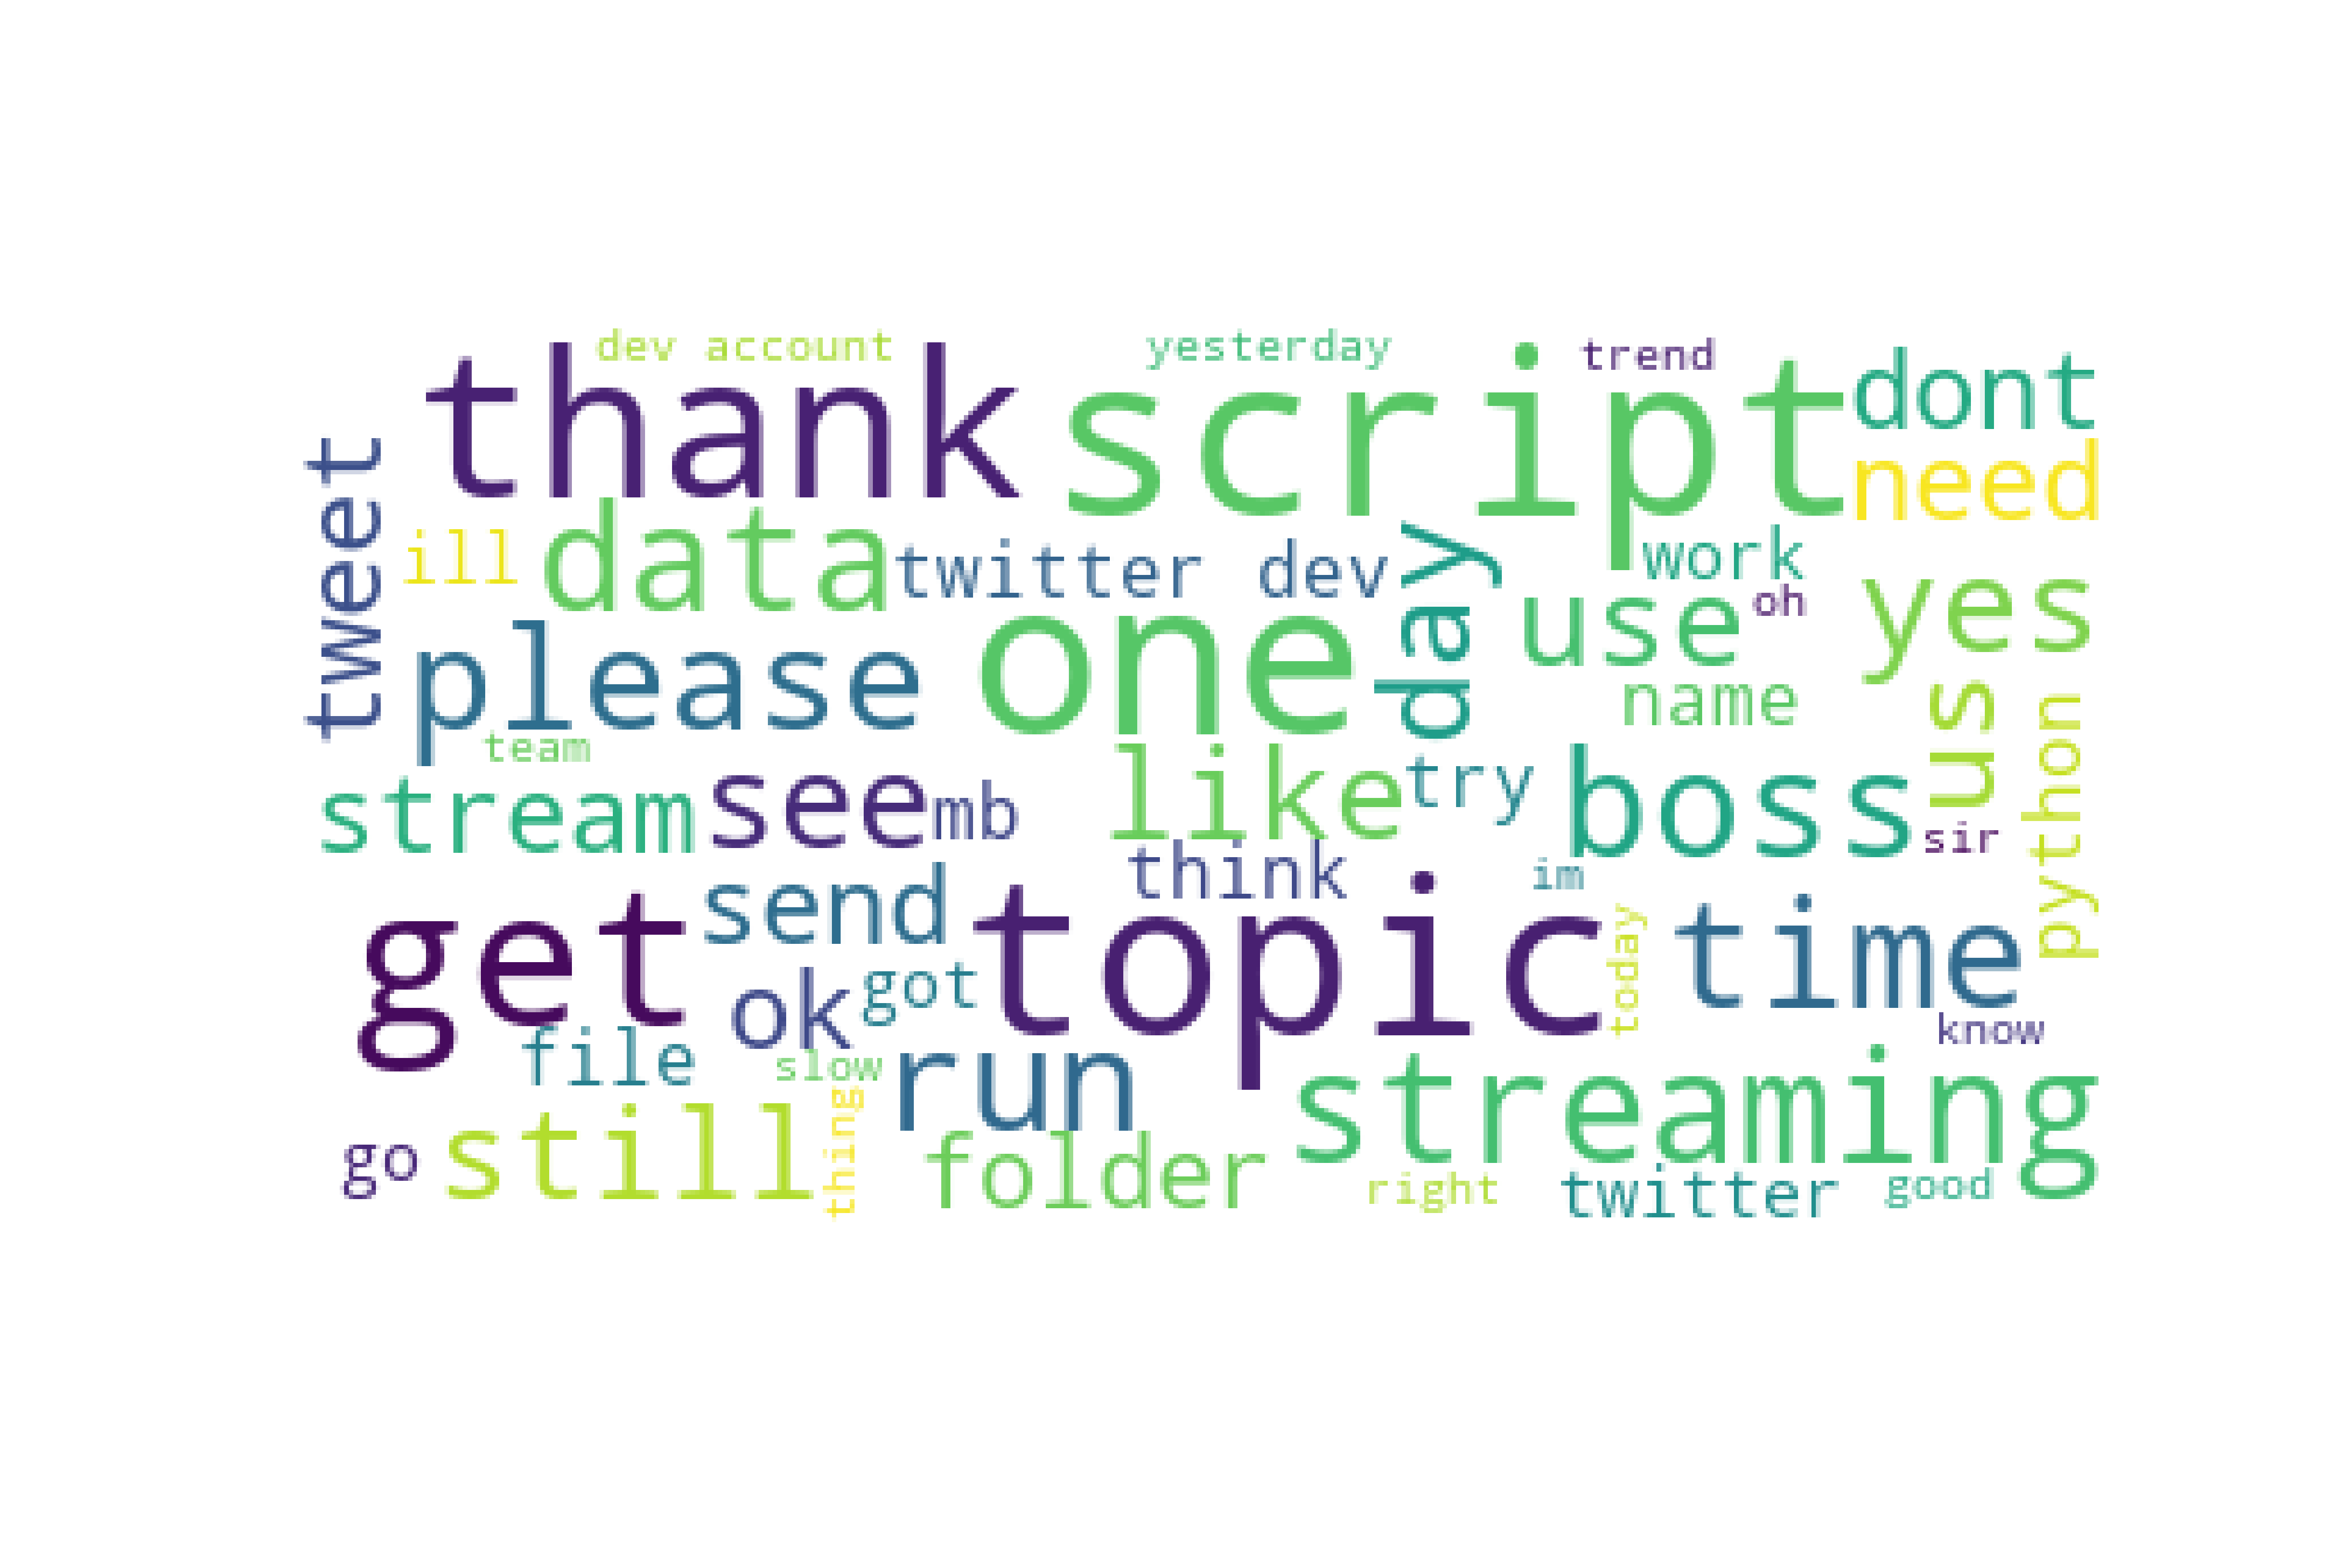 dev account
yesterday
trend
thank
script
dont
need
tweet
ill
data
twitter dev
day
work
oh
use
yes
please
one
name
us
python
team
stream
see
mb
like
try
boss
sir
think
im
send
get
topic
today
time
ok
got
know
file
slow
run
streaming
go
still
thing
folder
right
twitter
good